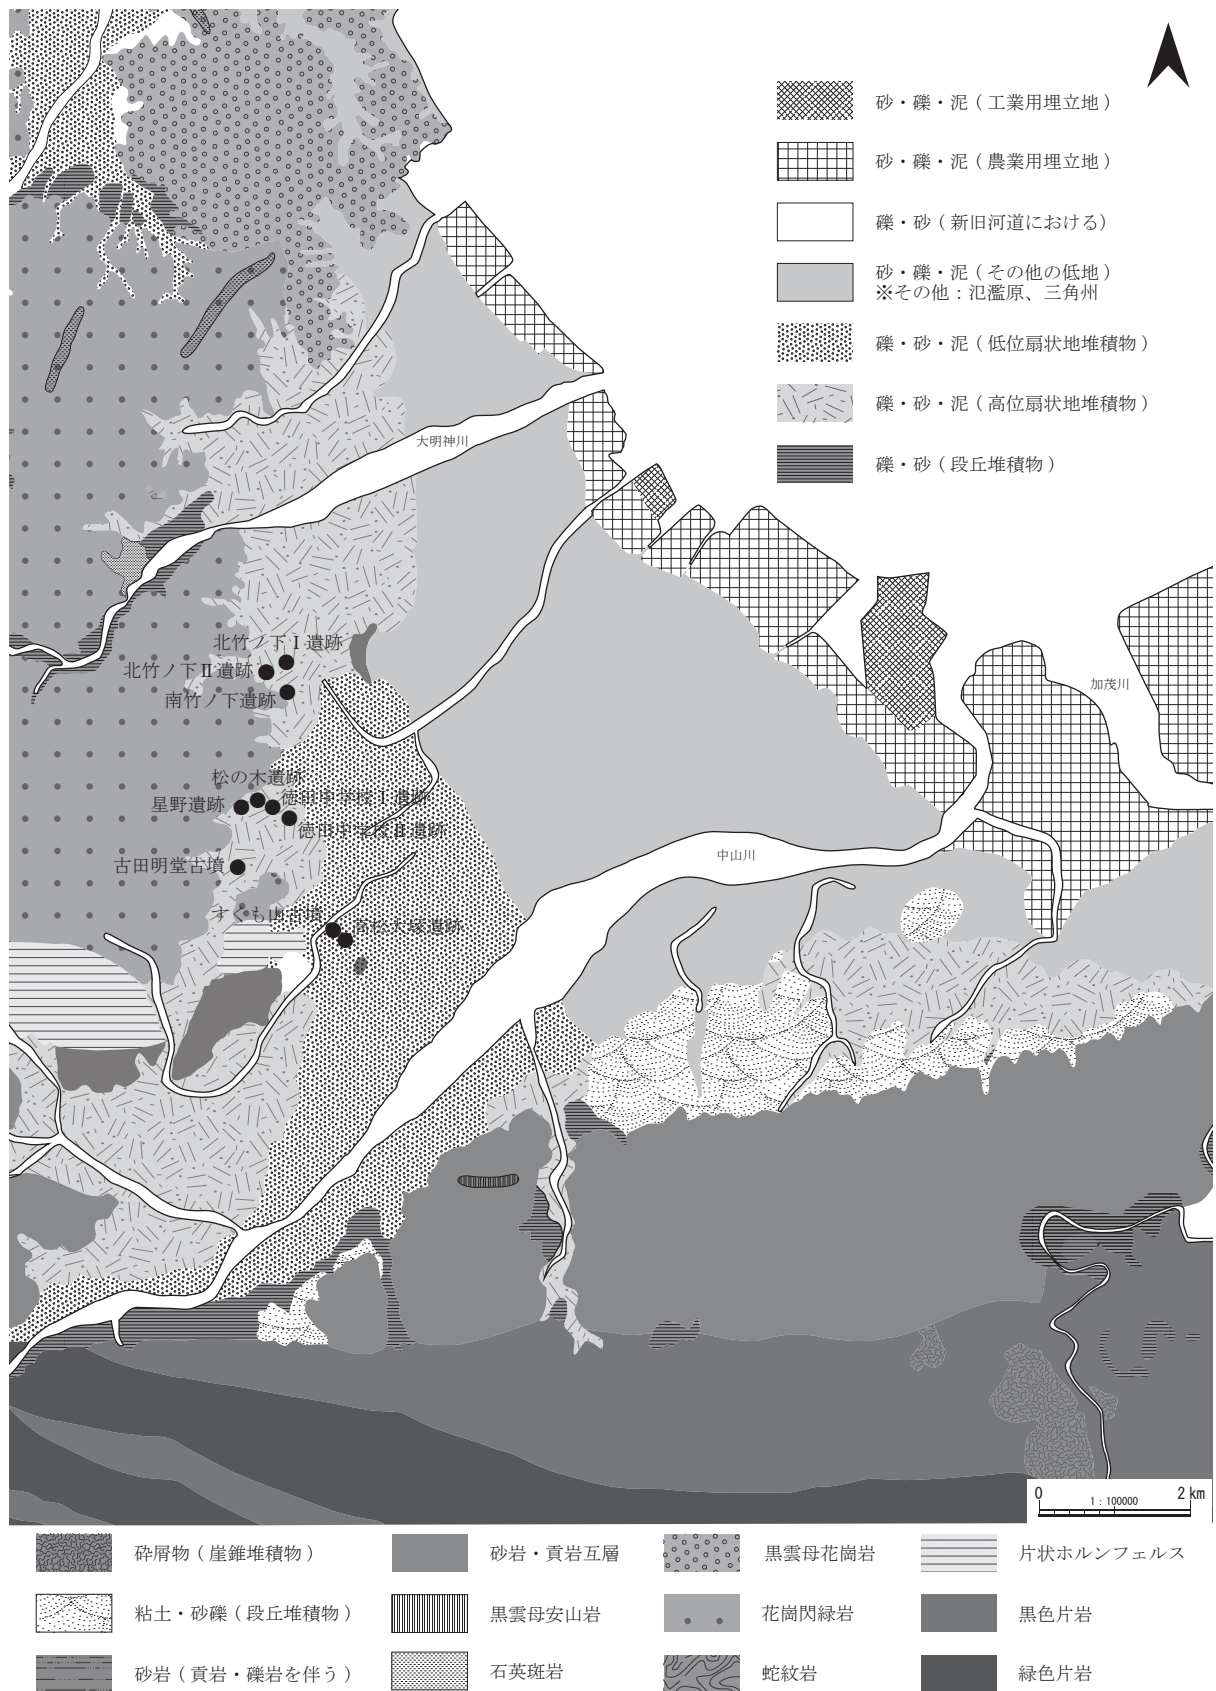 砂・礫・泥（工業用埋立地）
砂・礫・泥（農業用埋立地）
礫・砂（新旧河道における）
砂・礫・泥（その他の低地）
※その他：氾濫原、三角州
礫・砂・泥（低位扇状地堆積物）
礫・砂・泥（高位扇状地堆積物）
礫・砂（段丘堆積物）
大明神川
北竹ノ下Ⅰ遺跡
北竹ノ下Ⅱ遺跡
南竹ノ下遺跡
加茂川
松の木遺跡
星野遺跡
徳田中学校Ⅰ遺跡
徳田中学校Ⅱ遺跡
中山川
古田明堂古墳
すくも山古墳
高松大塚遺跡
0
2 km
1：100000
砕屑物（崖錐堆積物）
砂岩・頁岩互層
黒雲母花崗岩
片状ホルンフェルス
粘土・砂礫（段丘堆積物）
黒雲母安山岩
花崗閃緑岩
黒色片岩
砂岩（頁岩・礫岩を伴う）
石英斑岩
蛇紋岩
緑色片岩